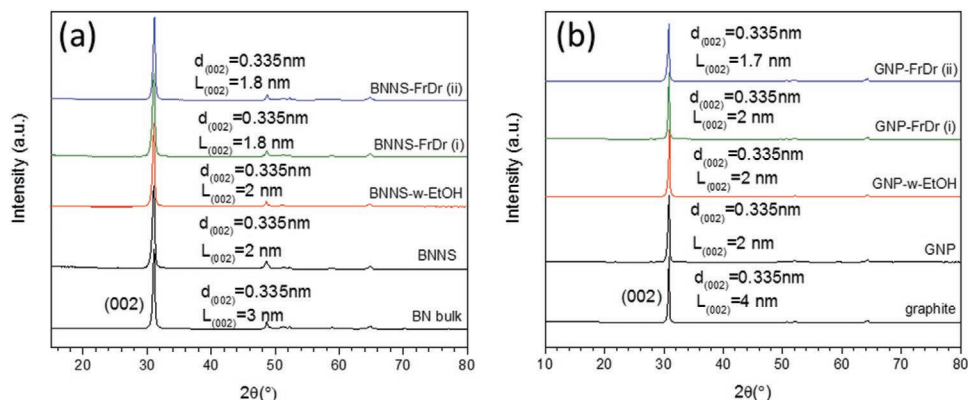 (a)
d(002)=0.335nm
L(002)=1.8 nm
BNNS-FrDr (ii)
d(002)=0.335nm
L(002)=1.8 nm
BNNS-FrDr (i)
d(002)=0.335nm
L(002)=2 nm
BNNS-w-EtOH
d(002)=0.335nm
L(002)=2 nm
BNNS
(002)
d(002)=0.335nm
L(002)=3 nm
BN bulk
Intensity (a.u.)
20 30 40 50 60 70 80
2θ(°)
(b)
d(002)=0.335nm
L(002)=1.7 nm
GNP-FrDr (ii)
d(002)=0.335nm
L(002)=2 nm
GNP-FrDr (i)
d(002)=0.335nm
L(002)=2 nm
GNP-w-EtOH
d(002)=0.335nm
L(002)=2 nm
GNP
(002)
d(002)=0.335nm
L(002)=4 nm
graphite
Intensity (a.u.)
10 20 30 40 50 60 70 80
2θ(°)